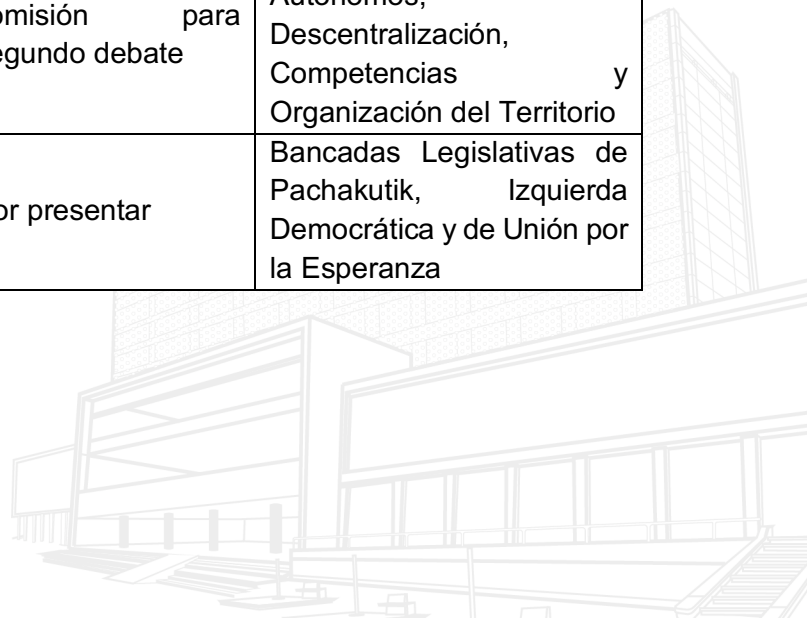 omisión para
egundo debate
Autónomos,
Descentralización,
Competencias y
Organización del Territorio
or presentar
Bancadas Legislativas de
Pachakutik, Izquierda
Democrática y de Unión por
la Esperanza